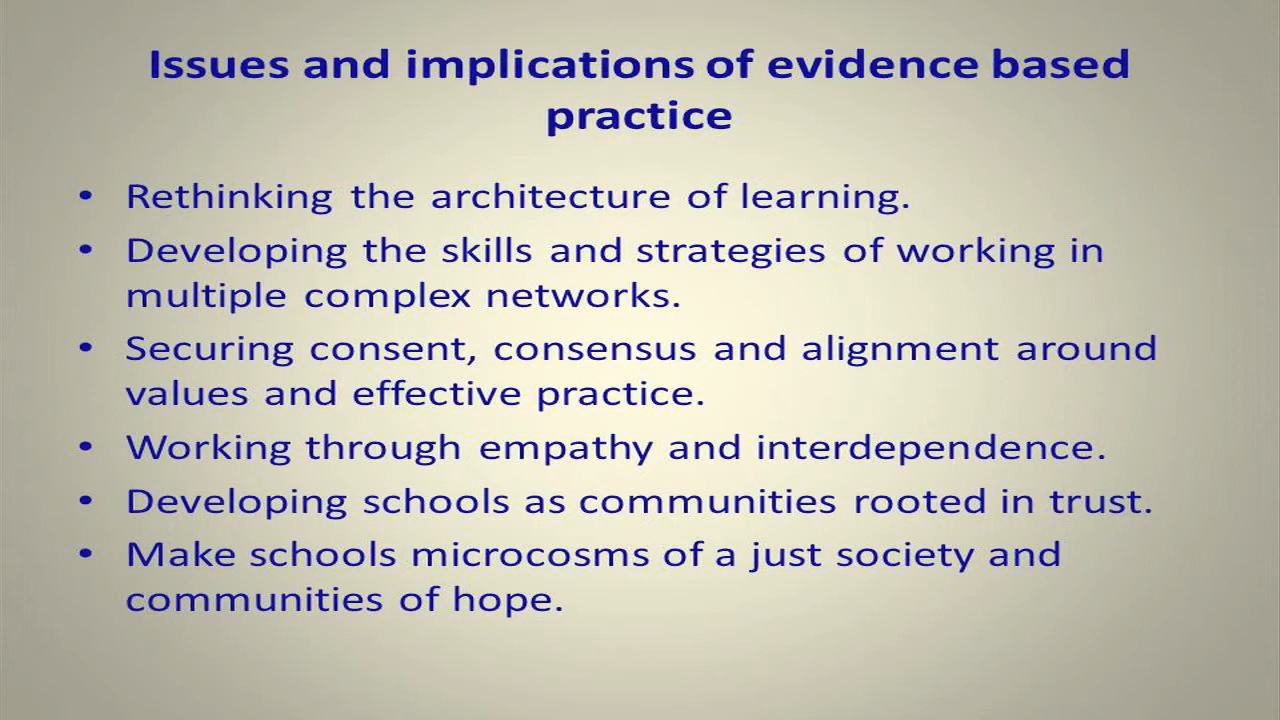 Issues and implications of evidence based
practice
• Rethinking the architecture of learning.
• Developing the skills and strategies of working in
multiple complex networks.
• Securing consent, consensus and alignment around
values and effective practice.
• Working through empathy and interdependence.
• Developing schools as communities rooted in trust.
• Make schools microcosms of a just society and
communities of hope.